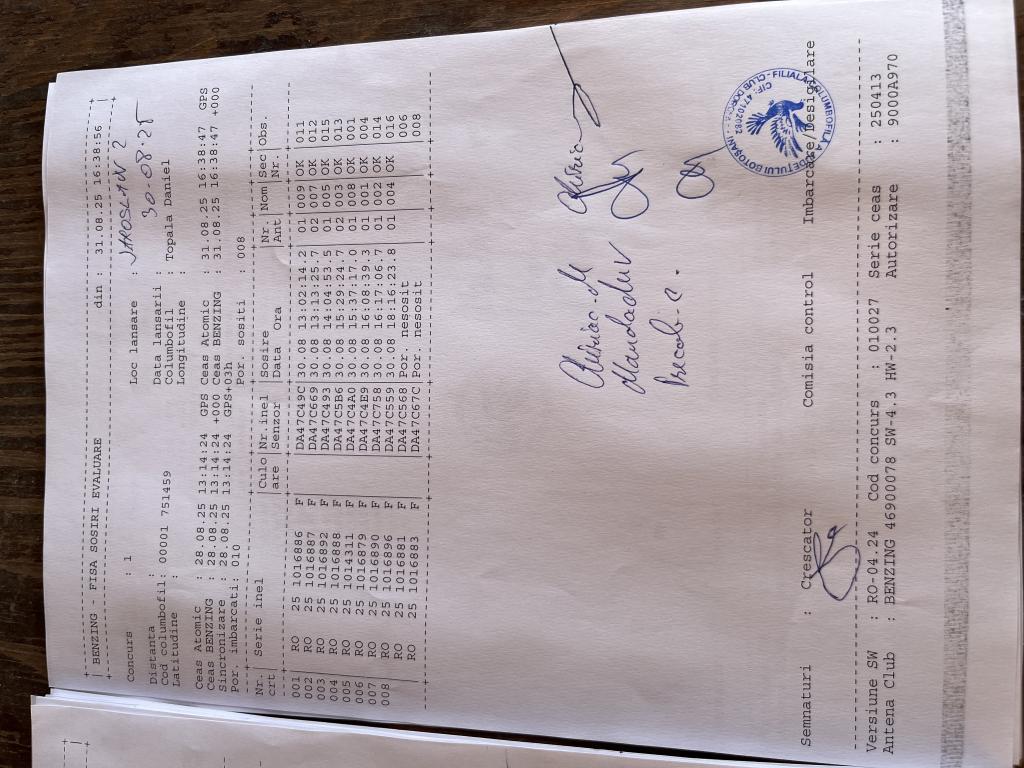 BENZING - FISA SOSIRI EVALUARE din : 31.08.25 16:38:56
Concurs : 1 Loc lansare : JAROSLAW 2
Distanta : Data lansarii : 30-08.25
Cod columbofil: 00001 751459 Columbofil : Topala Daniel
Latitudine : Longitudine :
Ceas Atomic : 28.08.25 13:14:24 GPS Ceas Atomic : 31.08.25 16:38:47 GPS
Ceas BENZING : 28.08.25 13:14:24 +000 Ceas BENZING : 31.08.25 16:38:47 +000
Sincronizare : 28.08.25 13:14:24 GPS+03h
Por. imbarcati: 010 Por. sositi : 008
Nr.| Serie inel |Culo|Nr.inel |Sosire |Nr.|Nom|Sec|Obs.
crt| |are |Senzor |Data Ora |Ant| |Nr.|
001 RO 25 1016886 F DA47C49C 30.08 13:02:14.2 01 009 OK 011
002 RO 25 1016887 F DA47C669 30.08 13:13:25.7 02 007 OK 012
003 RO 25 1016892 F DA47C493 30.08 14:04:53.5 01 005 OK 015
004 RO 25 1016888 F DA47C5B6 30.08 15:29:24.7 02 003 OK 013
005 RO 25 1014311 F DA47C4A9 30.08 15:37:17.0 01 008 OK 001
006 RO 25 1016879 F DA47C4B9 30.08 16:08:39.3 01 001 OK 004
007 RO 25 1016890 F DA47C758 30.08 16:37:06.7 01 002 OK 014
008 RO 25 1016896 F DA47C559 30.08 18:16:23.8 01 004 OK 016
RO 25 1016881 F DA47C568 Por. nesosit 006
RO 25 1016883 F DA47C67C Por. nesosit 008
Semnaturi : Crescator Comisia control Imbarcare/Desigilare
Versiune SW : RO-04.24 Cod concurs : 010027 Serie ceas : 250413
Antena Club : BENZING 46900078 SW-4.3 HW-2.3 Autorizare : 9000A970
CIF: 47102082